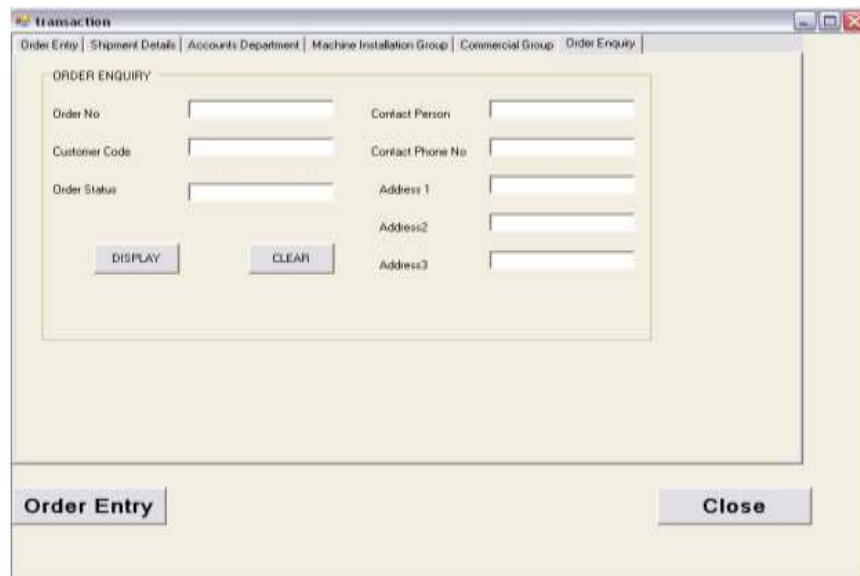 transaction
Order Entry Shipment Details Accounts Department Machine Installation Group Commercial Group Order Enquiry
ORDER ENQUIRY
Order No Contact Person
Customer Code Contact Phone No
Order Status Address 1
Address2
DISPLAY CLEAR Address3
Order Entry Close